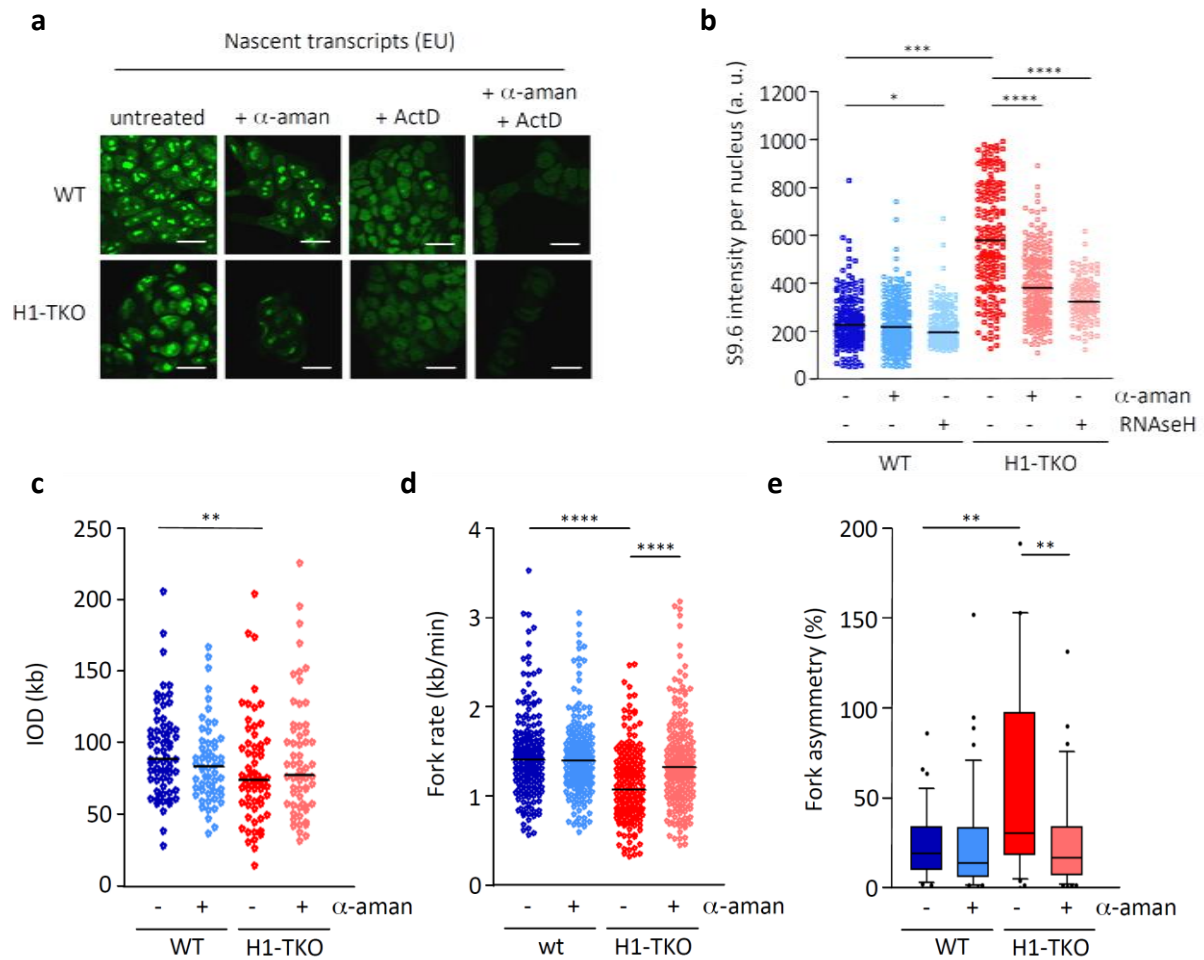 a
Nascent transcripts (EU)
untreated
+ α-aman
+ ActD
+ α-aman
+ ActD
WT
H1-TKO
b
S9.6 intensity per nucleus (a. u.)
1200
1000
800
600
400
200
0
***
*
****
****
- + - - + - α-aman
- - + - - + RNAseH
WT H1-TKO
c
IOD (kb)
250
200
150
100
50
0
**
- + - + α-aman
WT H1-TKO
d
Fork rate (kb/min)
4
3
2
1
0
****
****
- + - + α-aman
wt H1-TKO
e
Fork asymmetry (%)
200
150
100
50
0
**
**
- + - + α-aman
WT H1-TKO